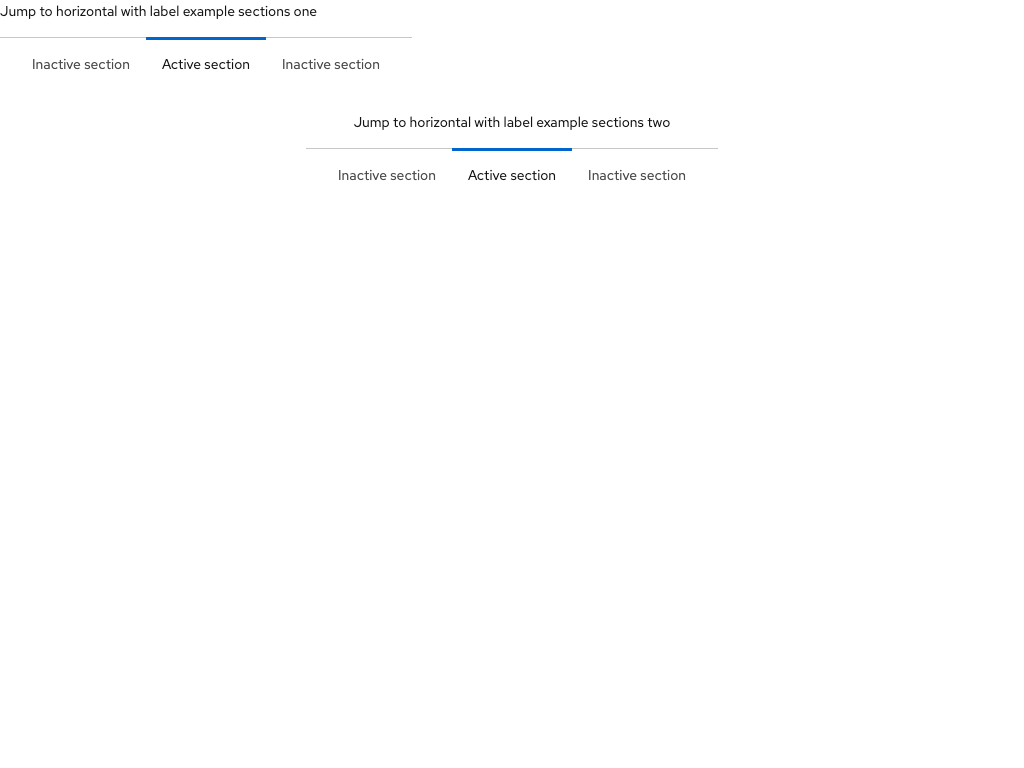 Jump to horizontal with label example sections one
Inactive section Active section Inactive section
Jump to horizontal with label example sections two
Inactive section Active section Inactive section